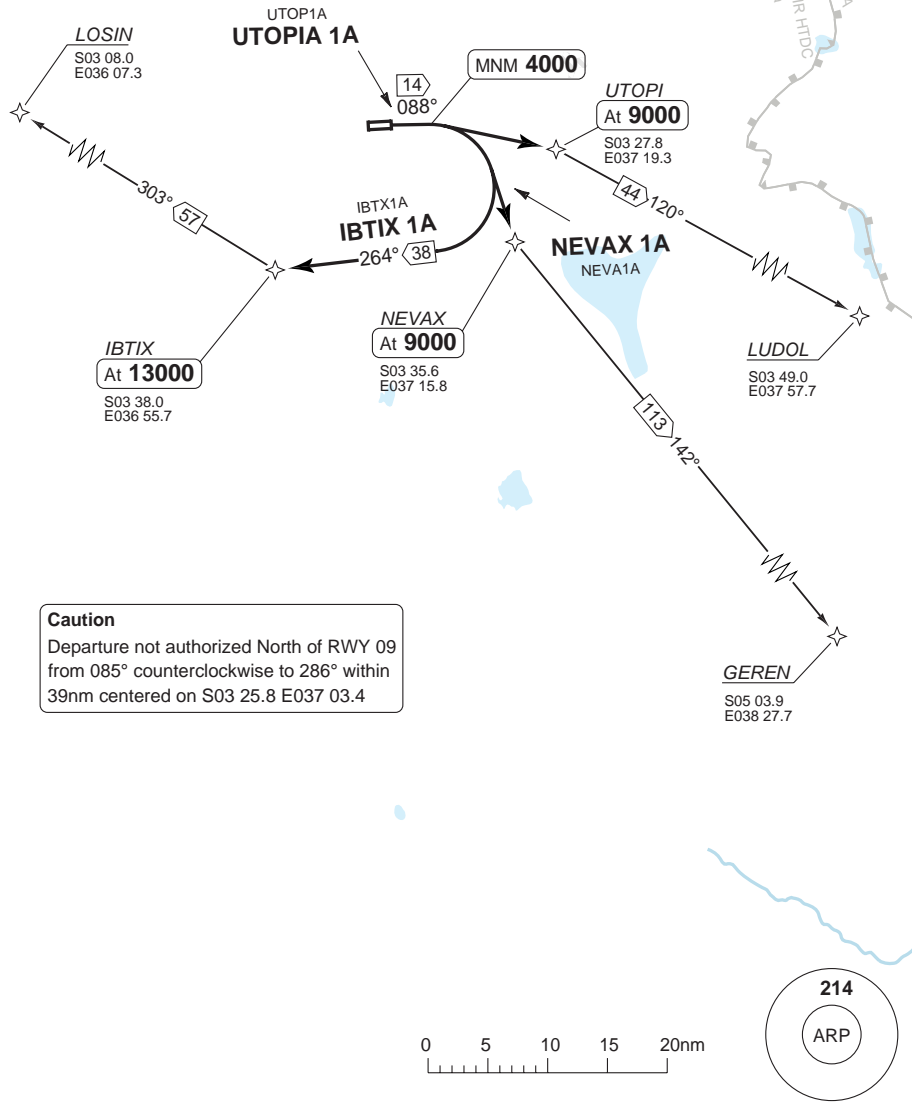 UTOP1A
UTOPIA 1A
LOSIN
S03 08.0
E036 07.3
MNM 4000
14
088°
UTOPI
At 9000
S03 27.8
E037 19.3
IR HTDC
A
303° 57
44 120°
IBTX1A
IBTIX 1A
264° 38
NEVAX 1A
NEVA1A
NEVAX
At 9000
S03 35.6
E037 15.8
IBTIX
At 13000
S03 38.0
E036 55.7
LUDOL
S03 49.0
E037 57.7
113 142°
Caution
Departure not authorized North of RWY 09
from 085° counterclockwise to 286° within
39nm centered on S03 25.8 E037 03.4
GEREN
S05 03.9
E038 27.7
214
ARP
0 5 10 15 20nm